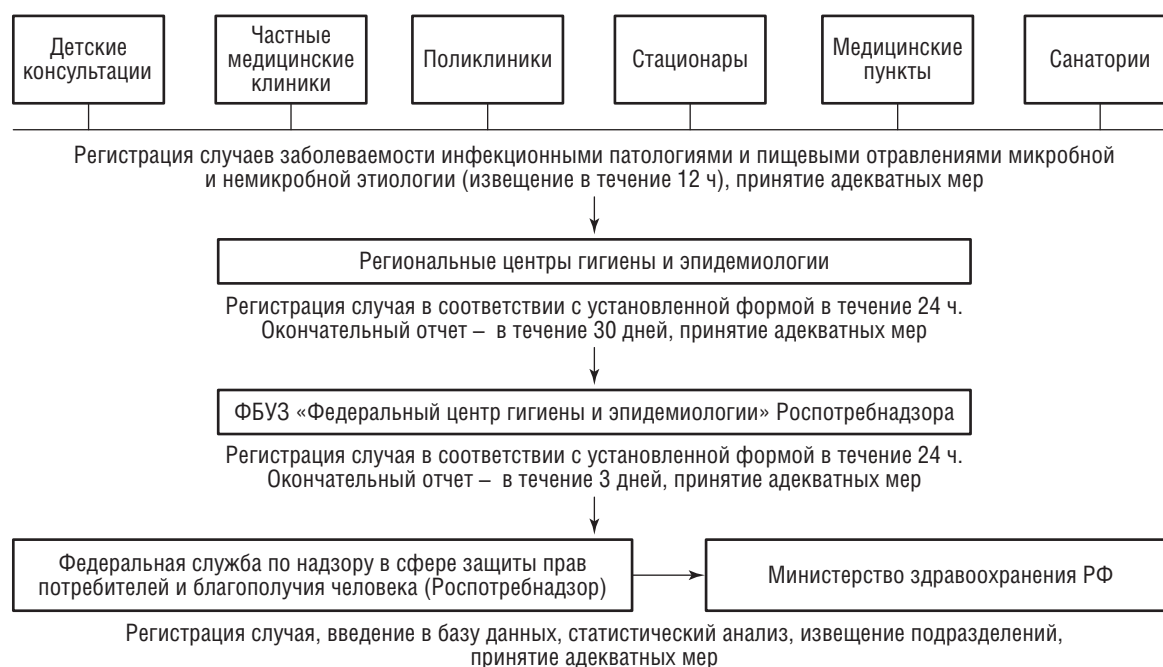 Детские
консультации
Частные
медицинские
клиники
Поликлиники
Стационары
Медицинские
пункты
Санатории
Регистрация случаев заболеваемости инфекционными патологиями и пищевыми отравлениями микробной
и немикробной этиологии (извещение в течение 12 ч), принятие адекватных мер
Региональные центры гигиены и эпидемиологии
Регистрация случая в соответствии с установленной формой в течение 24 ч.
Окончательный отчет – в течение 30 дней, принятие адекватных мер
ФБУЗ «Федеральный центр гигиены и эпидемиологии» Роспотребнадзора
Регистрация случая в соответствии с установленной формой в течение 24 ч.
Окончательный отчет – в течение 3 дней, принятие адекватных мер
Федеральная служба по надзору в сфере защиты прав
потребителей и благополучия человека (Роспотребнадзор)
Министерство здравоохранения РФ
Регистрация случая, введение в базу данных, статистический анализ, извещение подразделений,
принятие адекватных мер